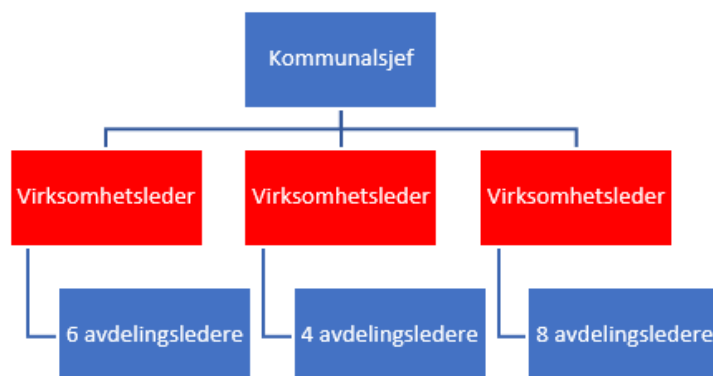 Kommunalsjef
Virksomhetsleder
Virksomhetsleder
Virksomhetsleder
6 avdelingsledere
4 avdelingsledere
8 avdelingsledere